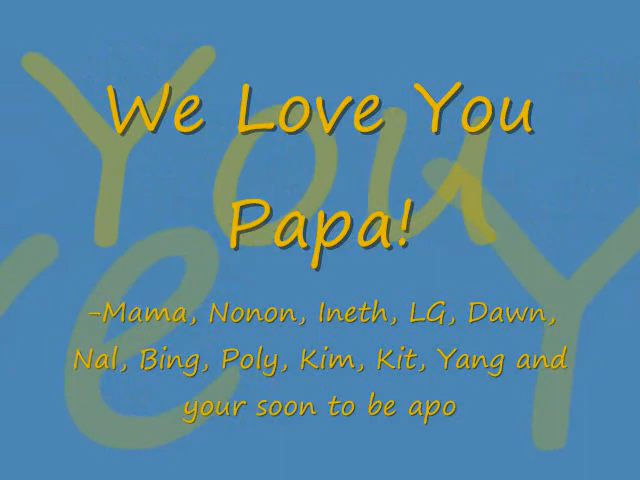 We Love You
Papa!
-Mama, Nonon, Ineth, LG, Dawn,
Nal, Bing, Poly, Kim, Kit, Yang and
your soon to be apo